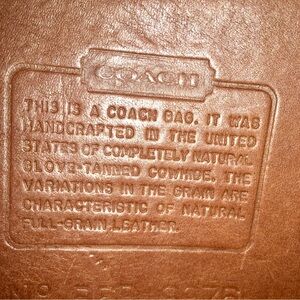 COACH
THIS IS A COACH BAG. IT WAS
HANDCRAFTED IN THE UNITED
STATES OF COMPLETELY NATURAL
GLOVE-TANNED COWHIDE. THE
VARIATIONS IN THE GRAIN ARE
CHARACTERISTIC OF NATURAL
FULL-GRAIN LEATHER.